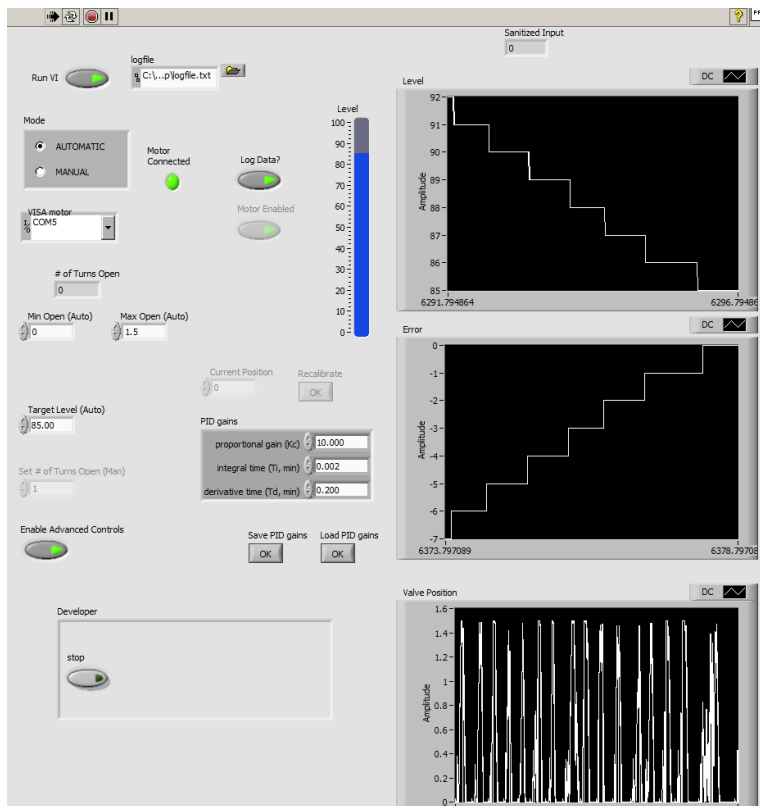 Sanitized Input
0
Run VI
logfile
C:\...p\logfile.txt
Mode
AUTOMATIC
MANUAL
Motor
Connected
Log Data?
VISA motor
COM5
Motor Enabled
Level
100
90
80
70
60
50
40
30
20
10
0
# of Turns Open
0
Min Open (Auto)
0
Max Open (Auto)
1.5
Current Position
0
Recalibrate
OK
Target Level (Auto)
85.00
PID gains
proportional gain (Kc)
10.000
integral time (Ti, min)
0.002
derivative time (Td, min)
0.200
Set # of Turns Open (Man)
1
Enable Advanced Controls
Save PID gains
OK
Load PID gains
OK
Developer
stop
Level
DC
92
91
90
89
88
87
86
85
Amplitude
6291.794864
6296.79486
Error
DC
0
-1
-2
-3
-4
-5
-6
-7
Amplitude
6373.797089
6378.79708
Valve Position
DC
1.6
1.4
1.2
1
0.8
0.6
0.4
0.2
0
Amplitude